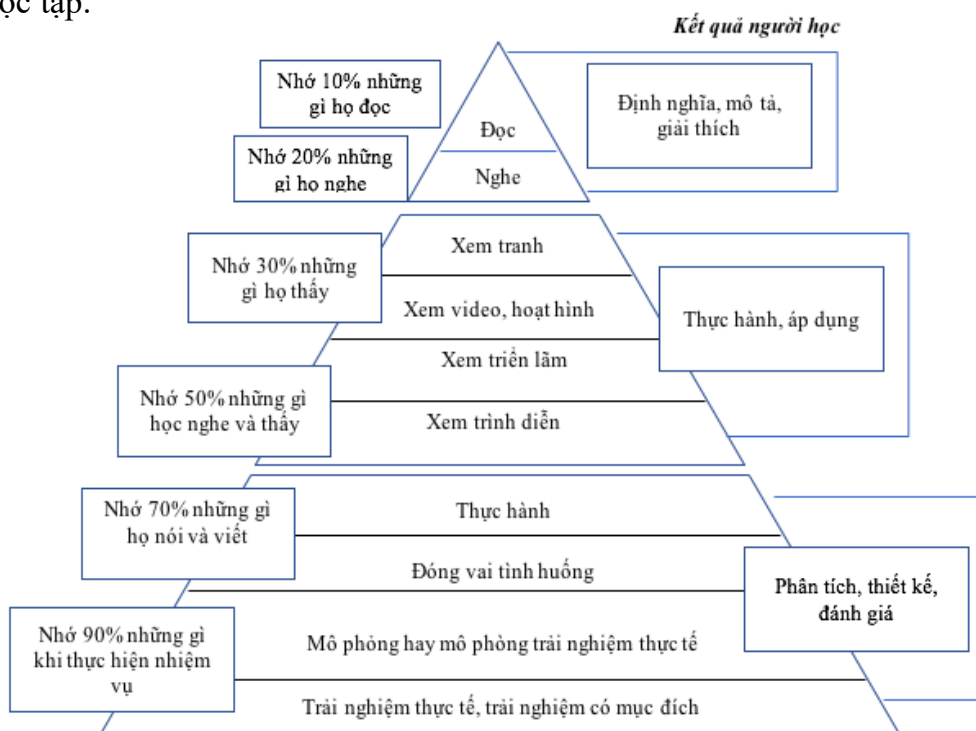 ọc tập.
Kết quả người học
Nhớ 10% những
gì họ đọc
Định nghĩa, mô tả,
giải thích
Đọc
Nhớ 20% những
gì họ nghe
Nghe
Xem tranh
Nhớ 30% những
gì họ thấy
Xem video, hoạt hình
Thực hành, áp dụng
Xem triển lãm
Nhớ 50% những gì
học nghe và thấy
Xem trình diễn
Nhớ 70% những gì
họ nói và viết
Thực hành
Đóng vai tình huống
Phân tích, thiết kế,
đánh giá
Nhớ 90% những gì
khi thực hiện nhiệm
vụ
Mô phỏng hay mô phòng trải nghiệm thực tế
Trải nghiệm thực tế, trải nghiệm có mục đích